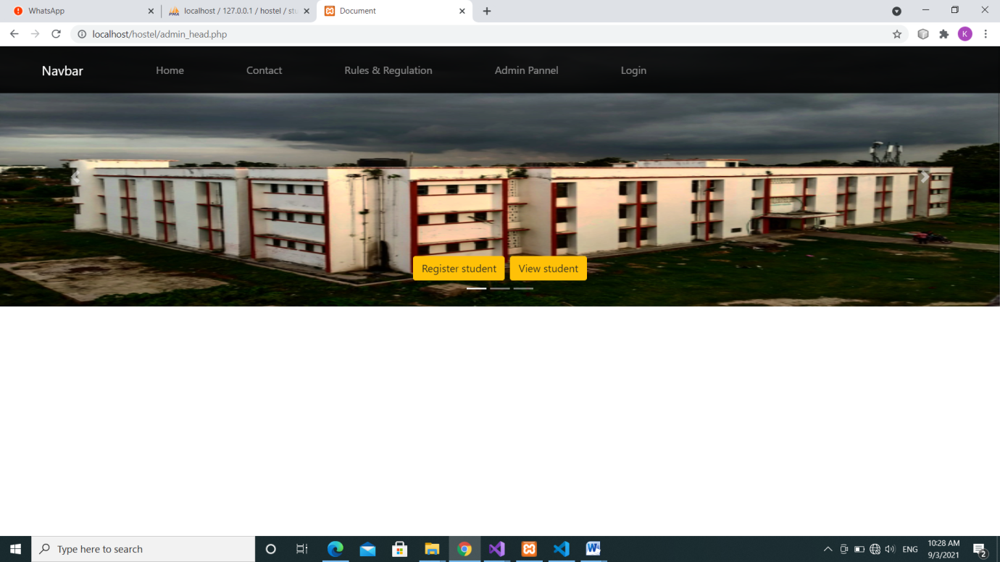 WhatsApp
localhost / 127.0.0.1 / hostel / stu
Document
localhost/hostel/admin_head.php
K
Navbar Home Contact Rules & Regulation Admin Pannel Login
Register student View student
Type here to search
ENG
10:28 AM
9/3/2021
2